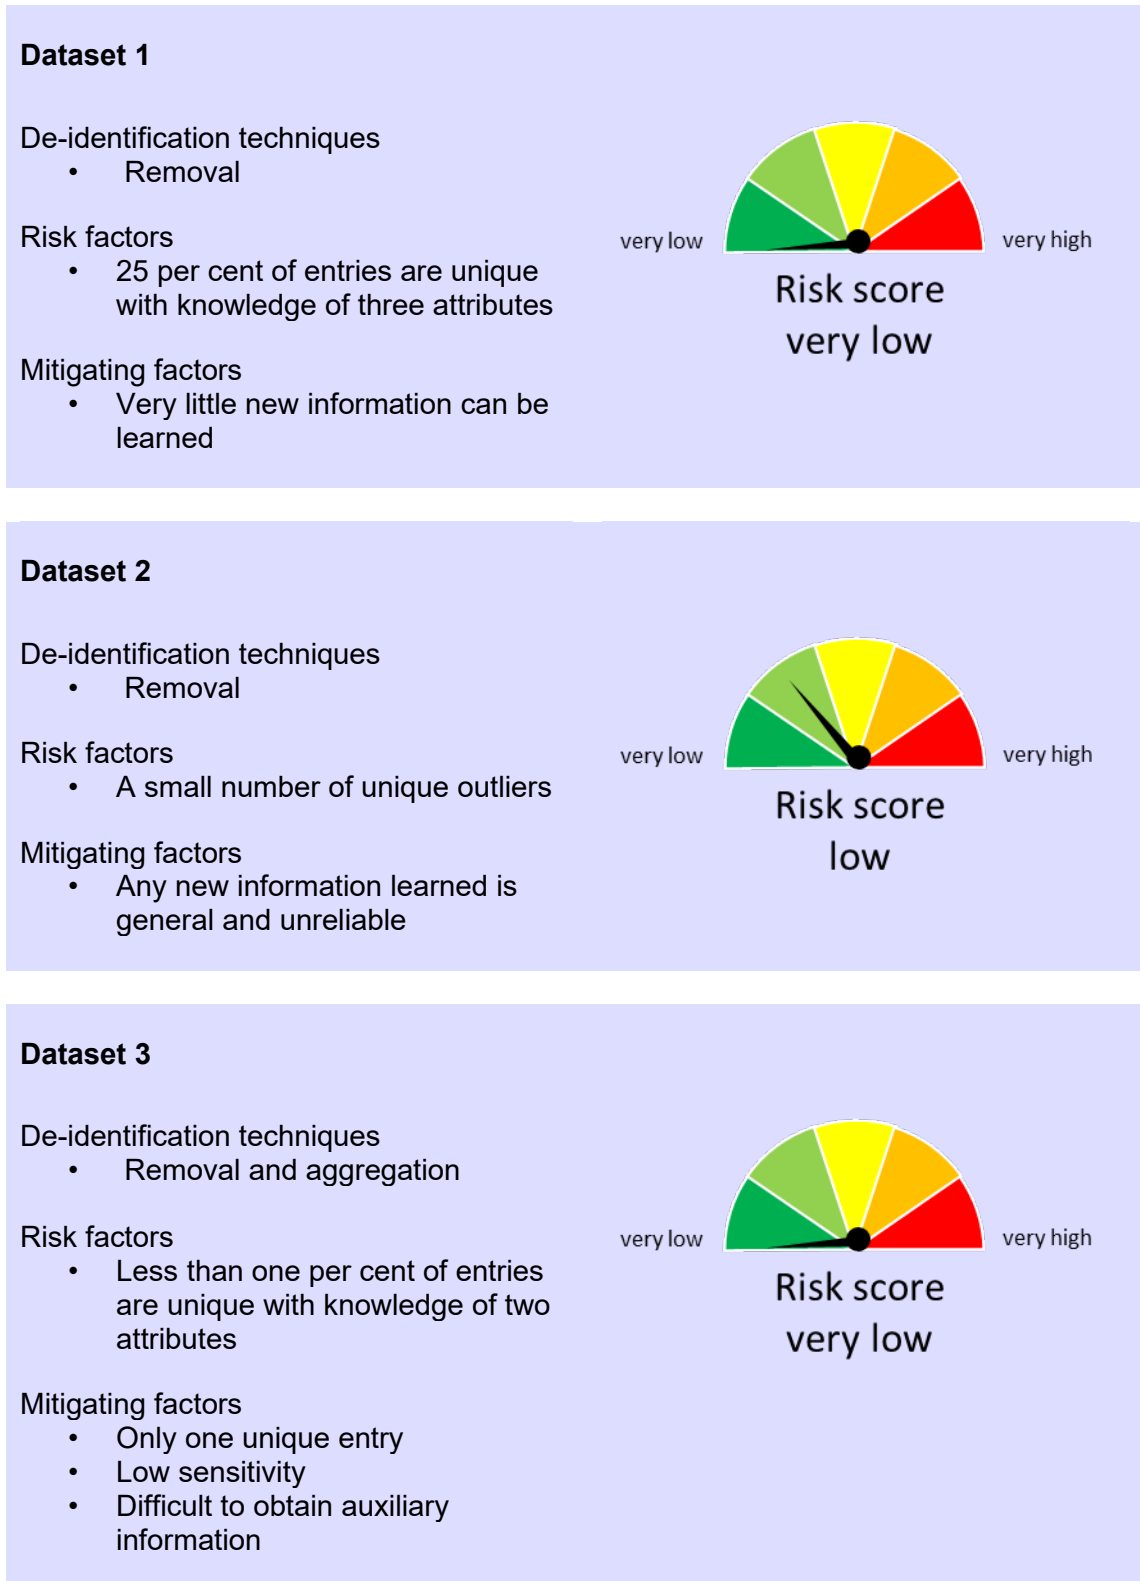 Dataset 1
De-identification techniques
• Removal
Risk factors
• 25 per cent of entries are unique
with knowledge of three attributes
Mitigating factors
• Very little new information can be
learned
very low
very high
Risk score
very low
Dataset 2
De-identification techniques
• Removal
Risk factors
• A small number of unique outliers
Mitigating factors
• Any new information learned is
general and unreliable
very low
very high
Risk score
low
Dataset 3
De-identification techniques
• Removal and aggregation
Risk factors
• Less than one per cent of entries
are unique with knowledge of two
attributes
Mitigating factors
• Only one unique entry
• Low sensitivity
• Difficult to obtain auxiliary
information
very low
very high
Risk score
very low